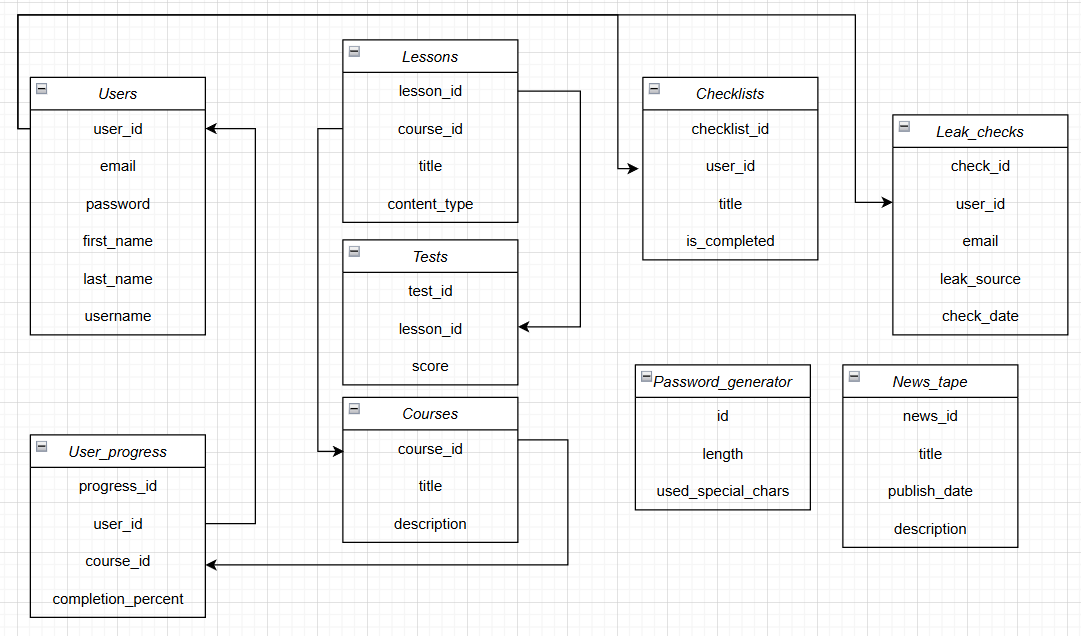 Users
user_id
email
password
first_name
last_name
username
Lessons
lesson_id
course_id
title
content_type
Checklists
checklist_id
user_id
title
is_completed
Leak_checks
check_id
user_id
email
leak_source
check_date
Tests
test_id
lesson_id
score
Courses
course_id
title
description
User_progress
progress_id
user_id
course_id
completion_percent
Password_generator
id
length
used_special_chars
News_tape
news_id
title
publish_date
description